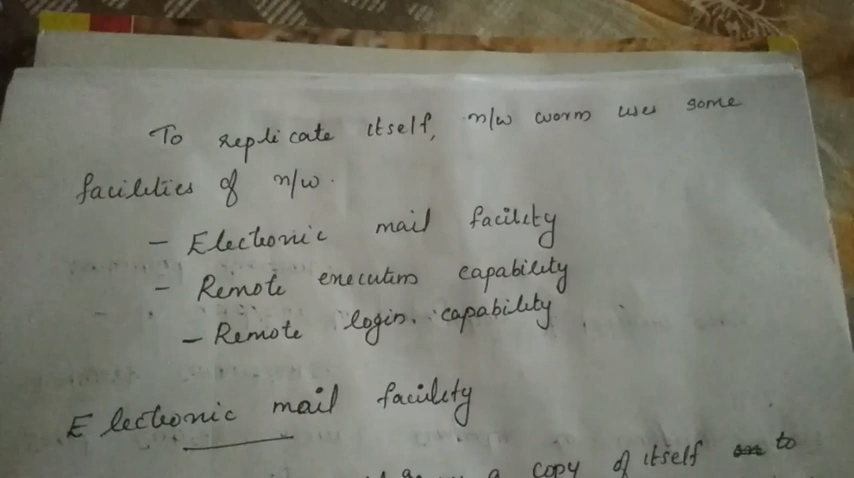 To replicate itself, n/w worm uses some
facilities of n/w.
- Electronic mail facility
- Remote execution capability
- Remote login capability
Electronic mail facility
a copy of itself to